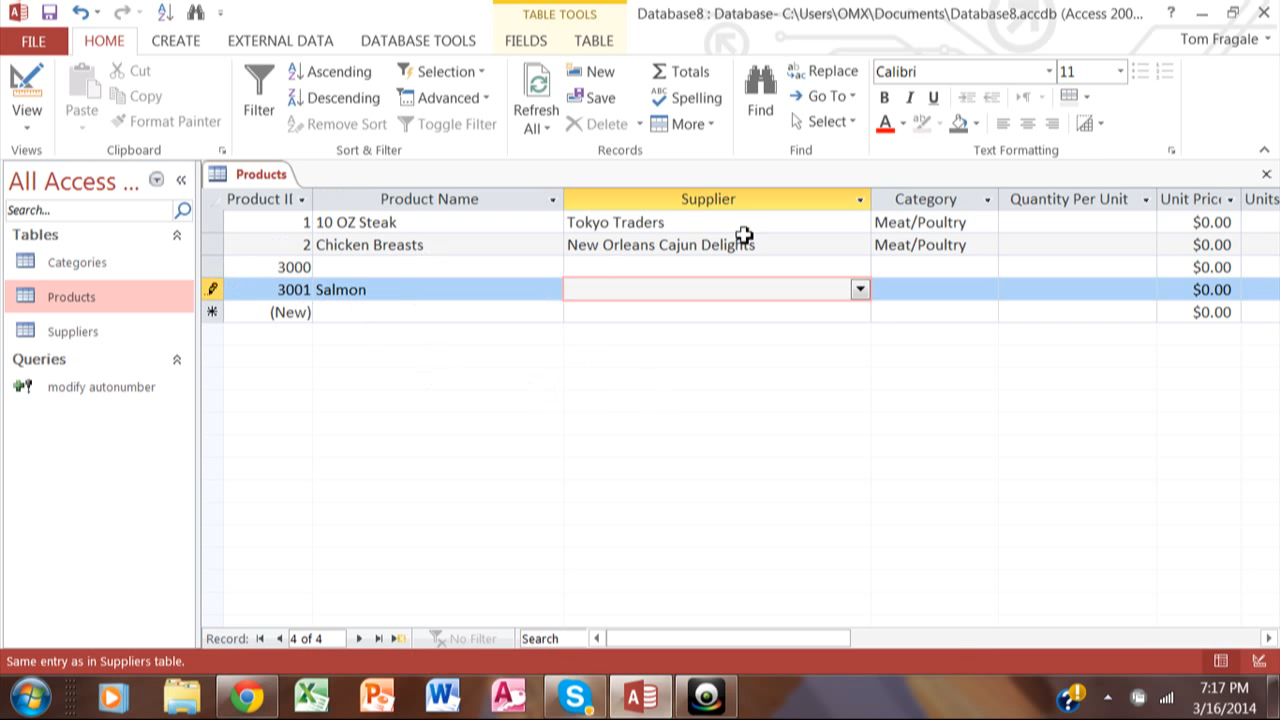 TABLE TOOLS
Database8 : Database- C:\Users\OMX\Documents\Database8.accdb (Access 200...
?
FILE HOME CREATE EXTERNAL DATA DATABASE TOOLS FIELDS TABLE
Tom Fragale
View
Views
Paste
Cut
Copy
Format Painter
Clipboard
Filter
Ascending
Descending
Remove Sort
Selection
Advanced
Toggle Filter
Sort & Filter
Refresh
All
New
Save
Delete
Totals
Spelling
More
Records
Find
Replace
Go To
Select
Find
Calibri 11
B I U
Text Formatting
All Access ...
Search...
Tables
Categories
Products
Suppliers
Queries
modify autonumber
Products
Product II Product Name Supplier Category Quantity Per Unit Unit Pric Units
1 10 OZ Steak Tokyo Traders Meat/Poultry $0.00
2 Chicken Breasts New Orleans Cajun Delights Meat/Poultry $0.00
3000 $0.00
3001 Salmon $0.00
(New) $0.00
Record: 4 of 4 No Filter Search
Same entry as in Suppliers table.
7:17 PM
3/16/2014